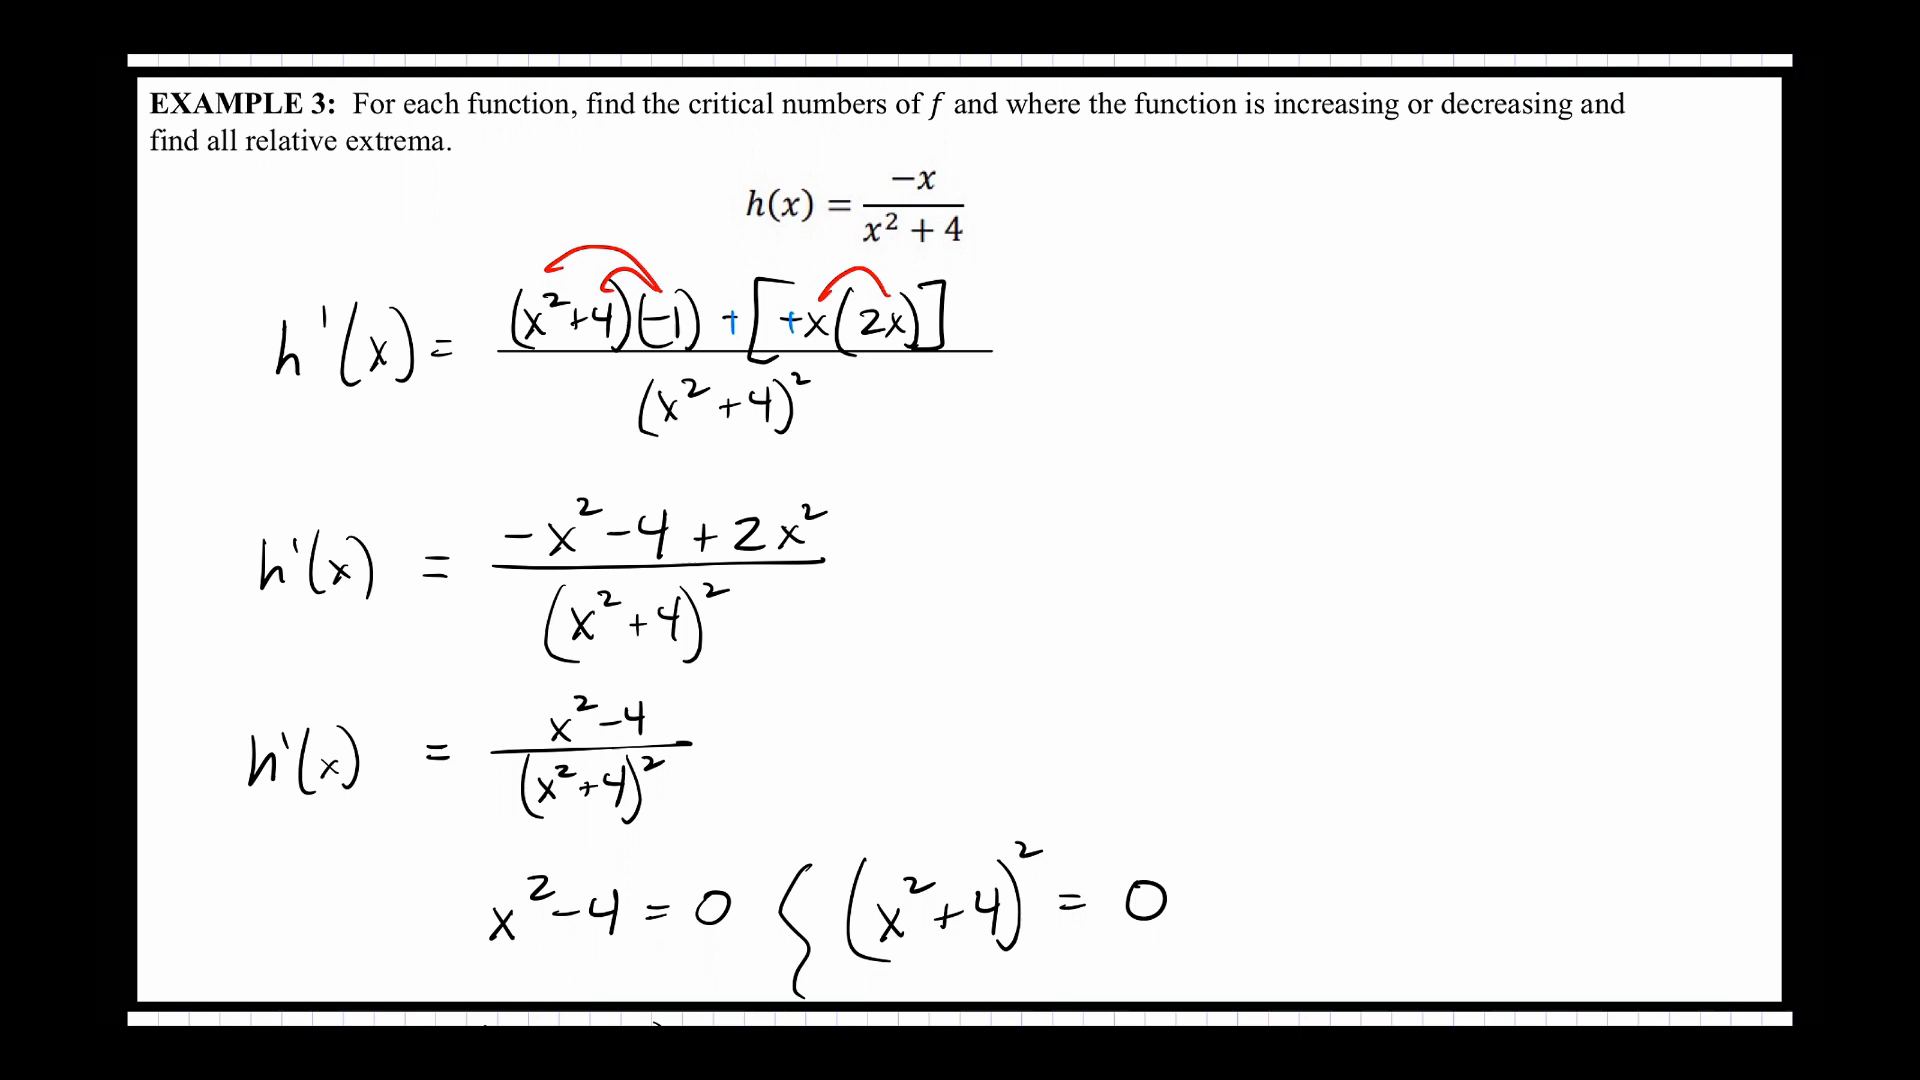 EXAMPLE 3: For each function, find the critical numbers of f and where the function is increasing or decreasing and
find all relative extrema.
h(x) = -x / (x² + 4)
h'(x) = (x²+4)(-1) + [+x(2x)] / (x²+4)²
h'(x) = -x²-4+2x² / (x²+4)²
h'(x) = x²-4 / (x²+4)²
x²-4=0 { (x²+4)² = 0